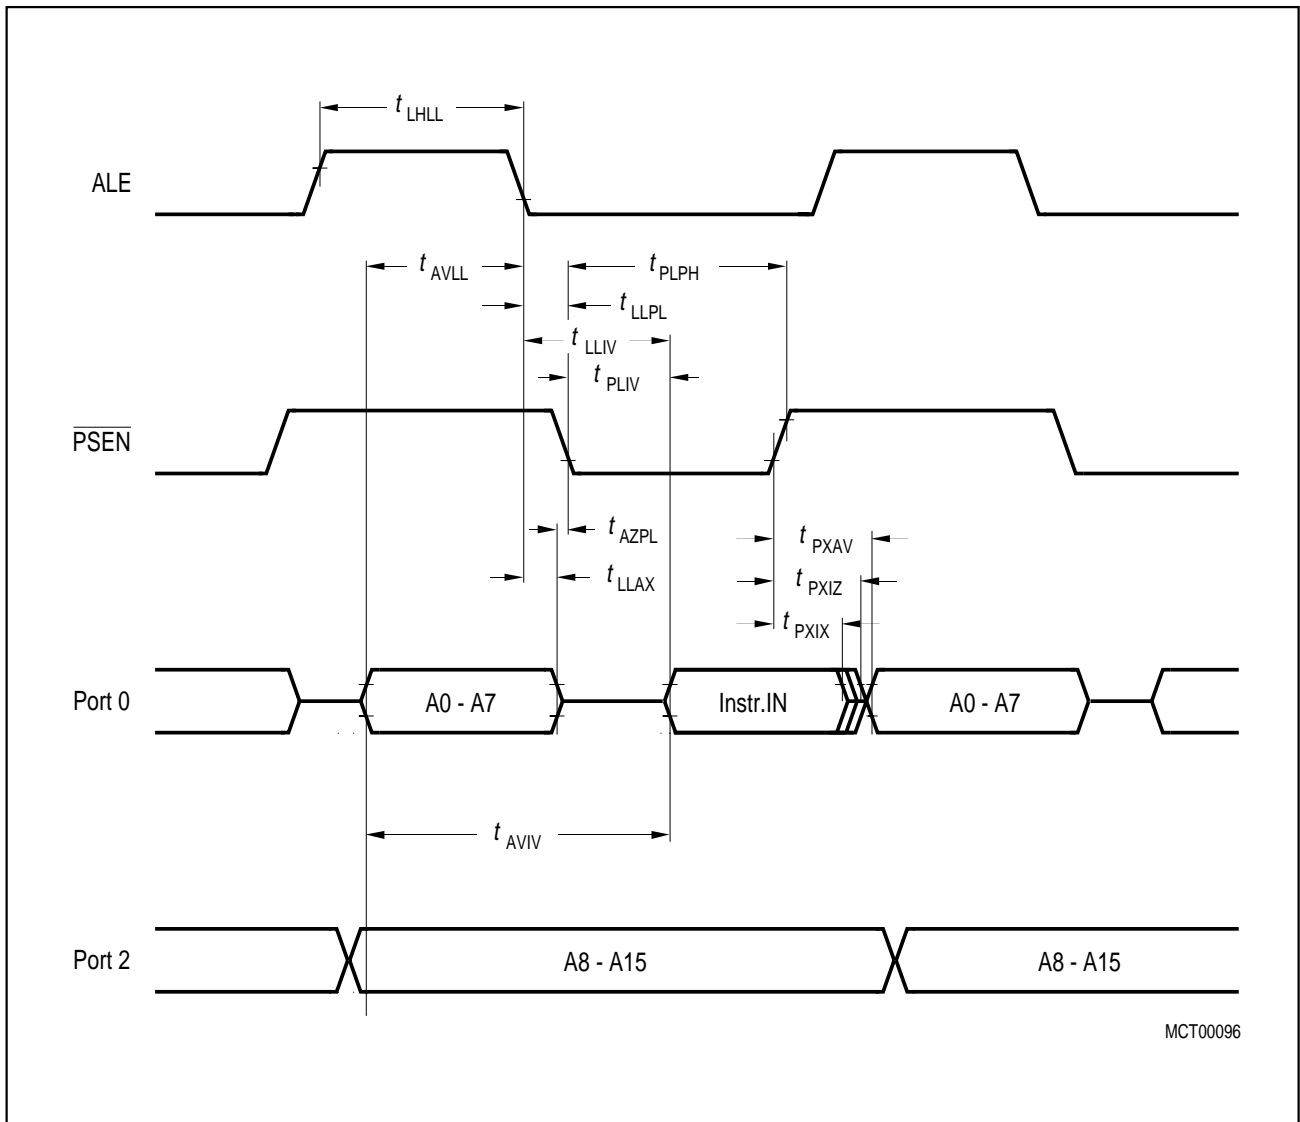 t LHLL
ALE
t AVLL
t PLPH
t LLPL
t LLIV
t PLIV
PSEN
t AZPL
t PXAV
t LLAX
t PXIZ
t PXIX
Port 0
A0 - A7
Instr.IN
A0 - A7
t AVIV
Port 2
A8 - A15
A8 - A15
MCT00096